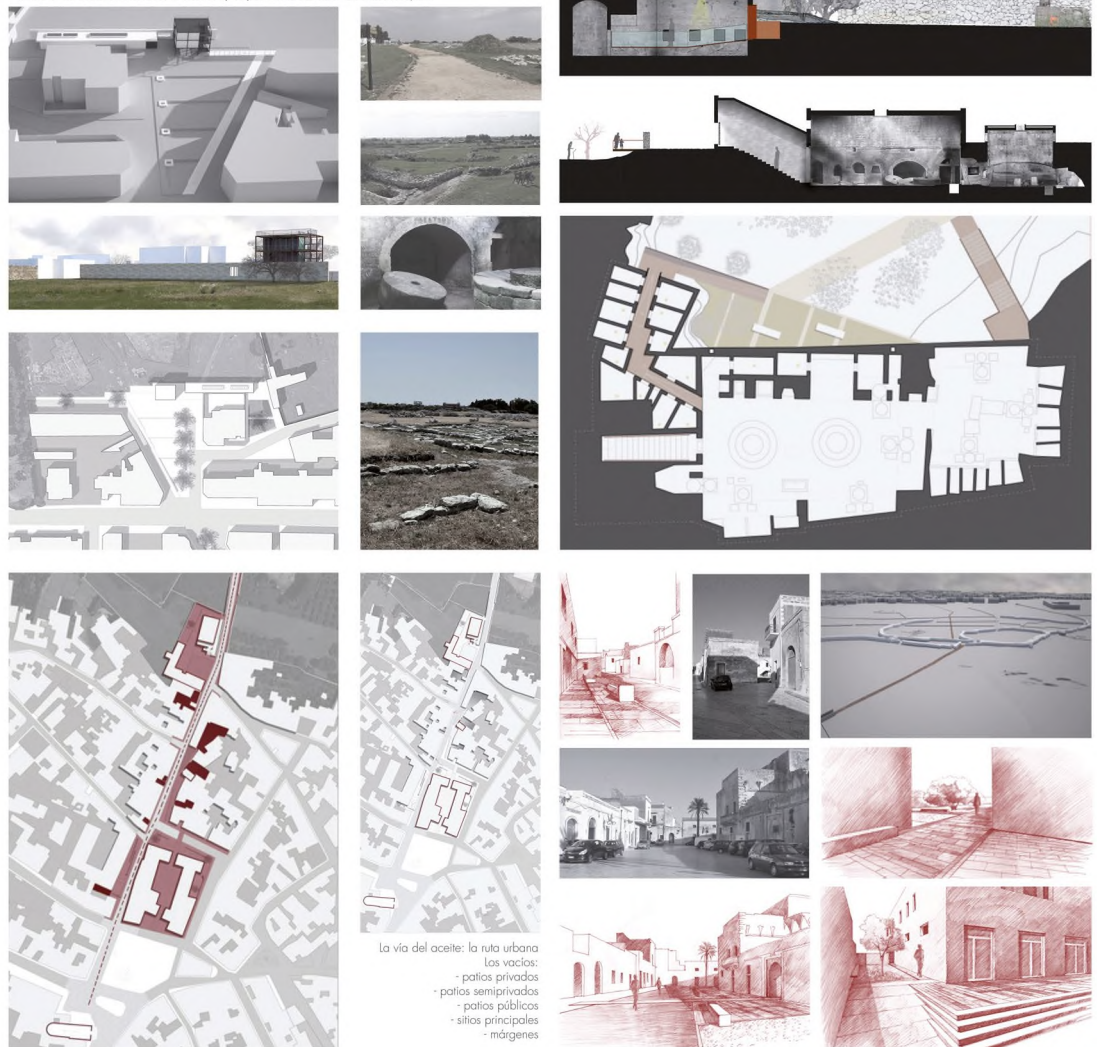 La vía del aceite: la ruta urbana
Los vacíos:
- patios privados
- patios semiprivados
- patios públicos
- sitios principales
- márgenes